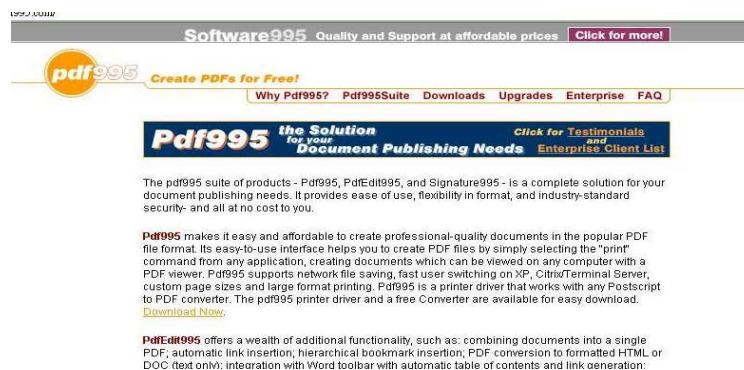 995.com/
Software995 Quality and Support at affordable prices Click for more!
pdf995 Create PDFs for Free!
Why Pdf995? Pdf995Suite Downloads Upgrades Enterprise FAQ
Pdf995 the Solution for your Document Publishing Needs Click for Testimonials and Enterprise Client List
The pdf995 suite of products - Pdf995, PdfEdit995, and Signature995 - is a complete solution for your
document publishing needs. It provides ease of use, flexibility in format, and industry-standard
security- and all at no cost to you.
Pdf995 makes it easy and affordable to create professional-quality documents in the popular PDF
file format. Its easy-to-use interface helps you to create PDF files by simply selecting the "print"
command from any application, creating documents which can be viewed on any computer with a
PDF viewer. Pdf995 supports network file saving, fast user switching on XP, Citrix/Terminal Server,
custom page sizes and large format printing. Pdf995 is a printer driver that works with any Postscript
to PDF converter. The pdf995 printer driver and a free Converter are available for easy download.
Download Now.
PdfEdit995 offers a wealth of additional functionality, such as: combining documents into a single
PDF; automatic link insertion; hierarchical bookmark insertion; PDF conversion to formatted HTML or
DOC (text only); integration with Word toolbar with automatic table of contents and link generation;